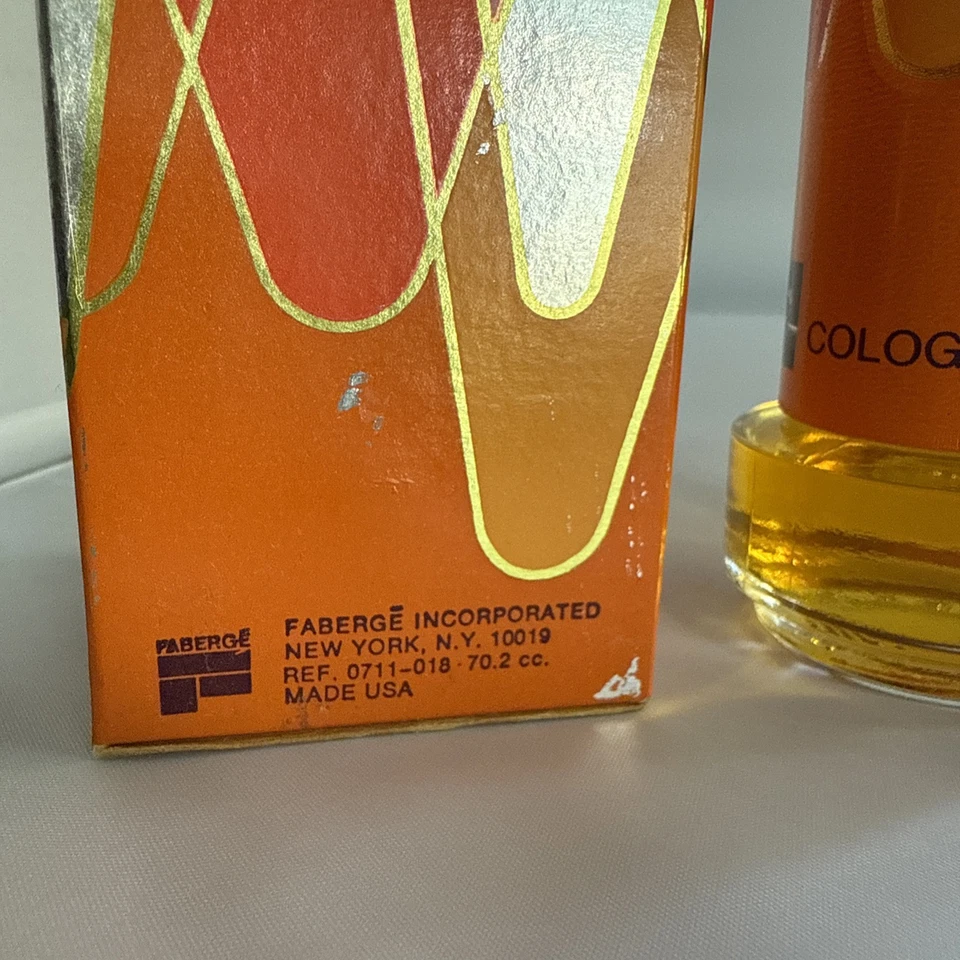 FABERGÉ
FABERGĒ INCORPORATED
NEW YORK, N.Y. 10019
REF. 0711-018 · 70.2 cc.
MADE USA
COLOG